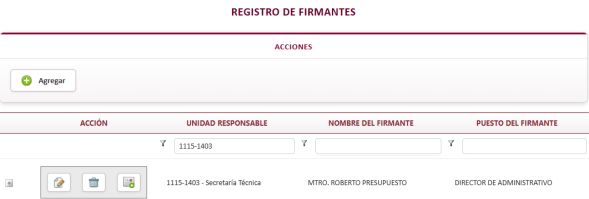 REGISTRO DE FIRMANTES
ACCIONES
Agregar
ACCIÓN UNIDAD RESPONSABLE NOMBRE DEL FIRMANTE PUESTO DEL FIRMANTE
1115-1403
1115-1403 - Secretaría Técnica MTRO. ROBERTO PRESUPUESTO DIRECTOR DE ADMINISTRATIVO